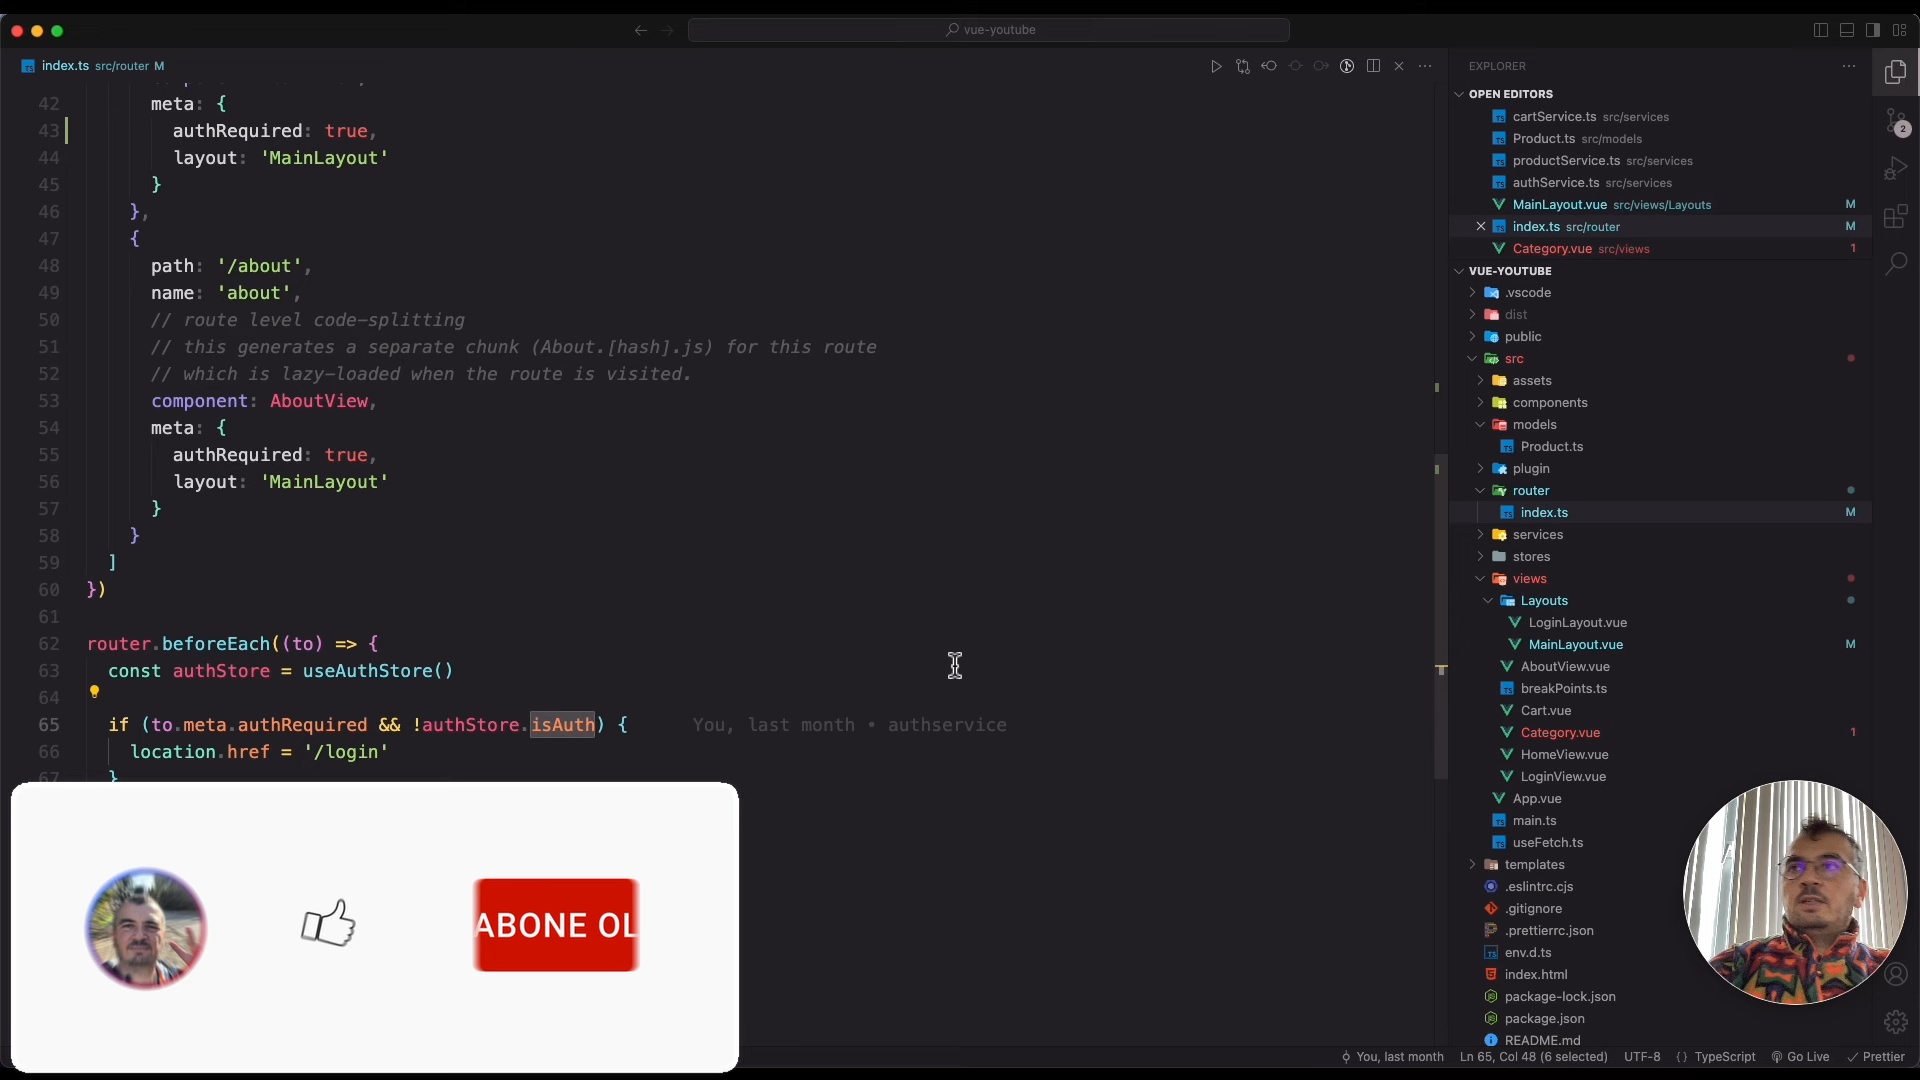 vue-youtube
index.ts src/router M
42 meta: {
43 authRequired: true,
44 layout: 'MainLayout'
45 }
46 },
47 {
48 path: '/about',
49 name: 'about',
50 // route level code-splitting
51 // this generates a separate chunk (About.[hash].js) for this route
52 // which is lazy-loaded when the route is visited.
53 component: AboutView,
54 meta: {
55 authRequired: true,
56 layout: 'MainLayout'
57 }
58 }
59 ]
60 })
61
62 router.beforeEach((to) => {
63 const authStore = useAuthStore()
64
65 if (to.meta.authRequired && !authStore.isAuth) { You, last month • authservice
66 location.href = '/login'
67 }
ABONE OL
EXPLORER
OPEN EDITORS
cartService.ts src/services
Product.ts src/models
productService.ts src/services
authService.ts src/services
MainLayout.vue src/views/Layouts M
index.ts src/router M
Category.vue src/views 1
VUE-YOUTUBE
.vscode
dist
public
src
assets
components
models
Product.ts
plugin
router
index.ts M
services
stores
views
Layouts
LoginLayout.vue
MainLayout.vue M
AboutView.vue
breakPoints.ts
Cart.vue
Category.vue 1
HomeView.vue
LoginView.vue
App.vue
main.ts
useFetch.ts
templates
.eslintrc.cjs
.gitignore
.prettierrc.json
env.d.ts
index.html
package-lock.json
package.json
README.md
2
You, last month Ln 65, Col 48 (6 selected) UTF-8 {} TypeScript Go Live Prettier